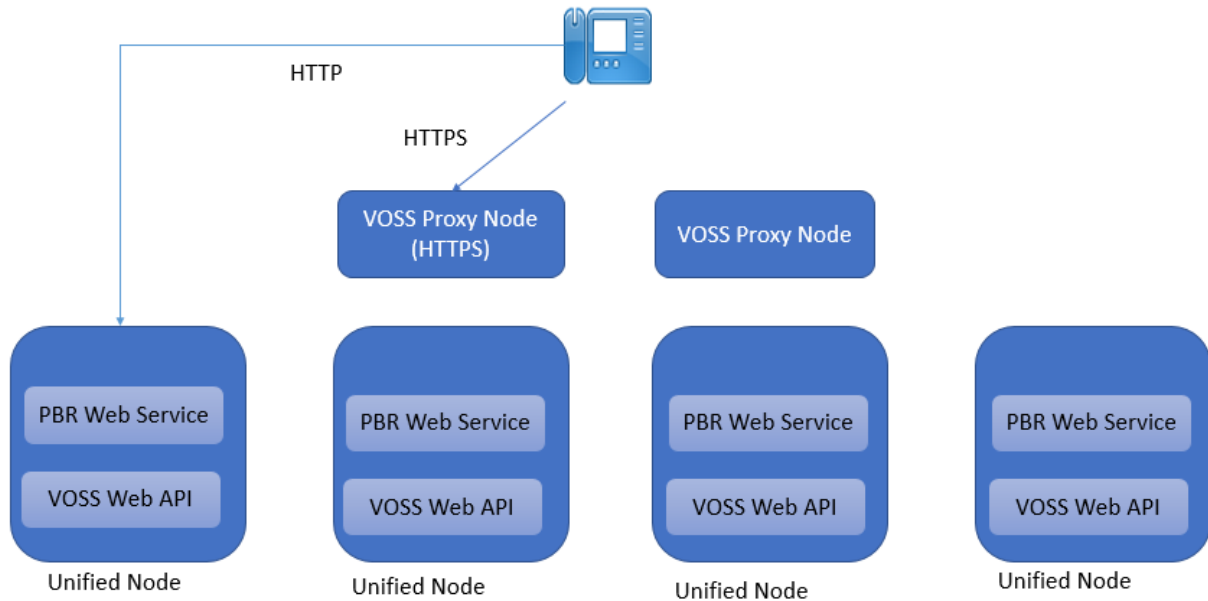 HTTP
HTTPS
VOSS Proxy Node
(HTTPS)
VOSS Proxy Node
PBR Web Service
VOSS Web API
Unified Node
PBR Web Service
VOSS Web API
Unified Node
PBR Web Service
VOSS Web API
Unified Node
PBR Web Service
VOSS Web API
Unified Node